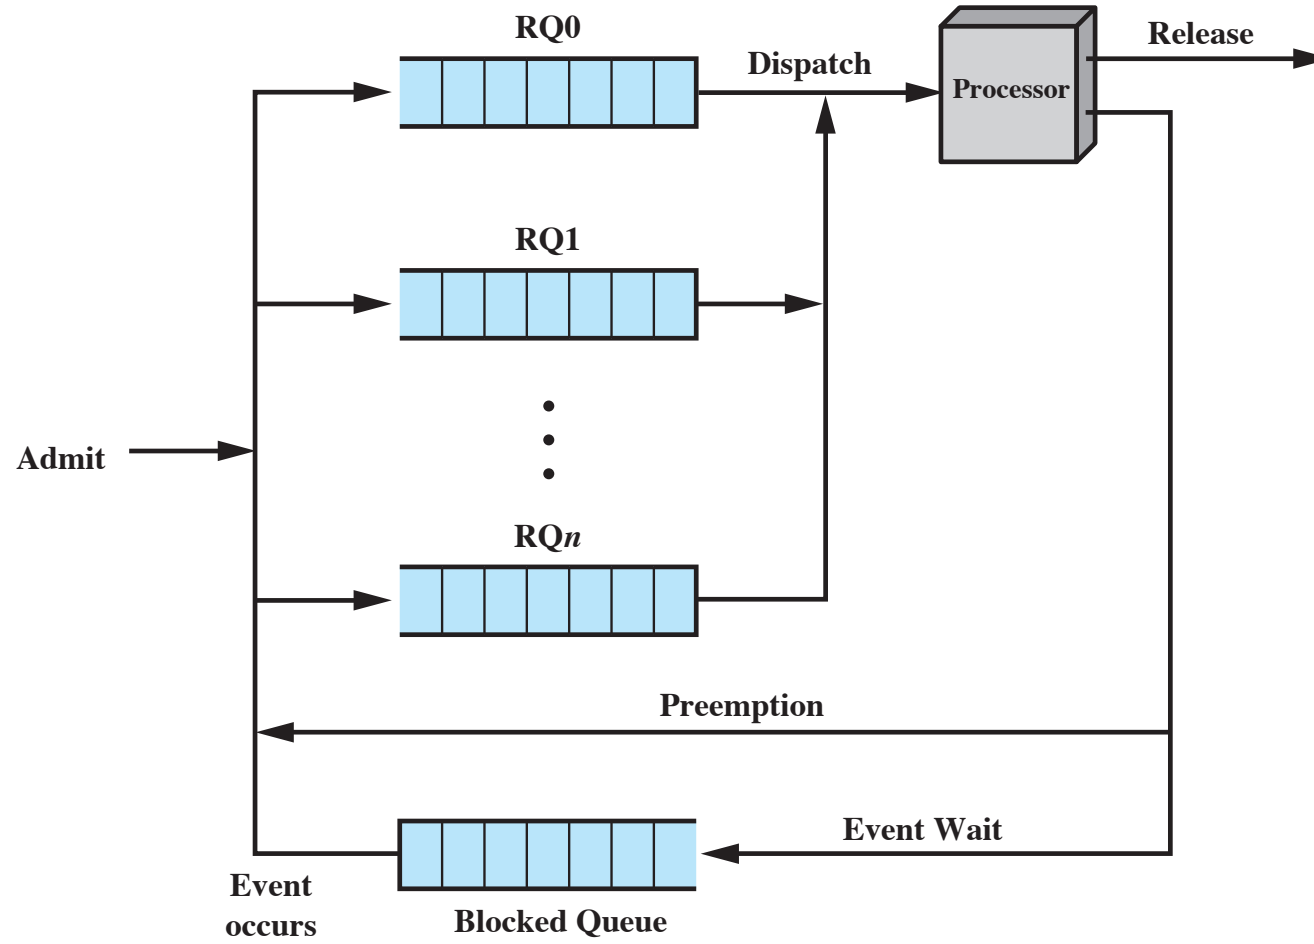 RQ0
Release
Dispatch
Processor
RQ1
Admit
RQn
Preemption
Event Wait
Event
occurs
Blocked Queue